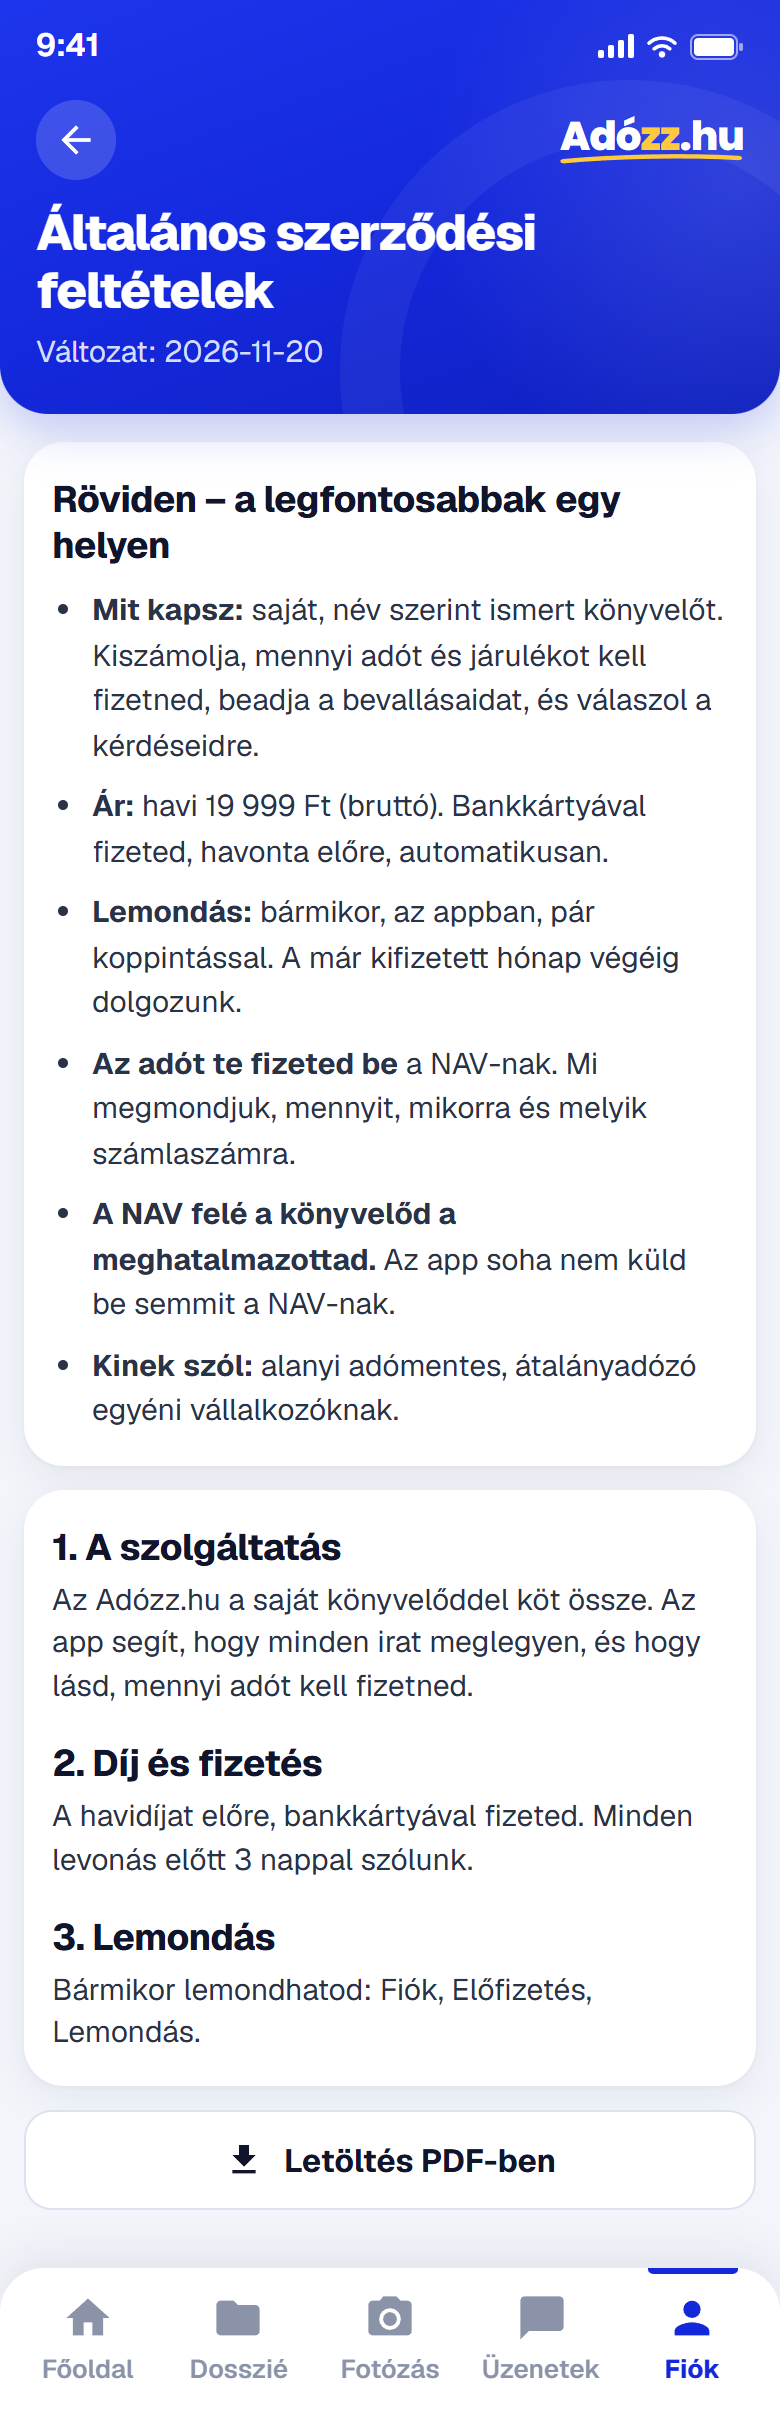 9:41
Adózz.hu
Általános szerződési
feltételek
Változat: 2026-11-20
Röviden – a legfontosabbak egy
helyen
• Mit kapsz: saját, név szerint ismert könyvelőt.
Kiszámolja, mennyi adót és járulékot kell
fizetned, beadja a bevallásaidat, és válaszol a
kérdéseidre.
• Ár: havi 19 999 Ft (bruttó). Bankkártyával
fizeted, havonta előre, automatikusan.
• Lemondás: bármikor, az appban, pár
koppintással. A már kifizetett hónap végéig
dolgozunk.
• Az adót te fizeted be a NAV-nak. Mi
megmondjuk, mennyit, mikorra és melyik
számlaszámra.
• A NAV felé a könyvelőd a
meghatalmazottad. Az app soha nem küld
be semmit a NAV-nak.
• Kinek szól: alanyi adómentes, átalányadózó
egyéni vállalkozóknak.
1. A szolgáltatás
Az Adózz.hu a saját könyvelőddel köt össze. Az
app segít, hogy minden irat meglegyen, és hogy
lásd, mennyi adót kell fizetned.
2. Díj és fizetés
A havidíjat előre, bankkártyával fizeted. Minden
levonás előtt 3 nappal szólunk.
3. Lemondás
Bármikor lemondhatod: Fiók, Előfizetés,
Lemondás.
Letöltés PDF-ben
Főoldal
Dosszié
Fotózás
Üzenetek
Fiók